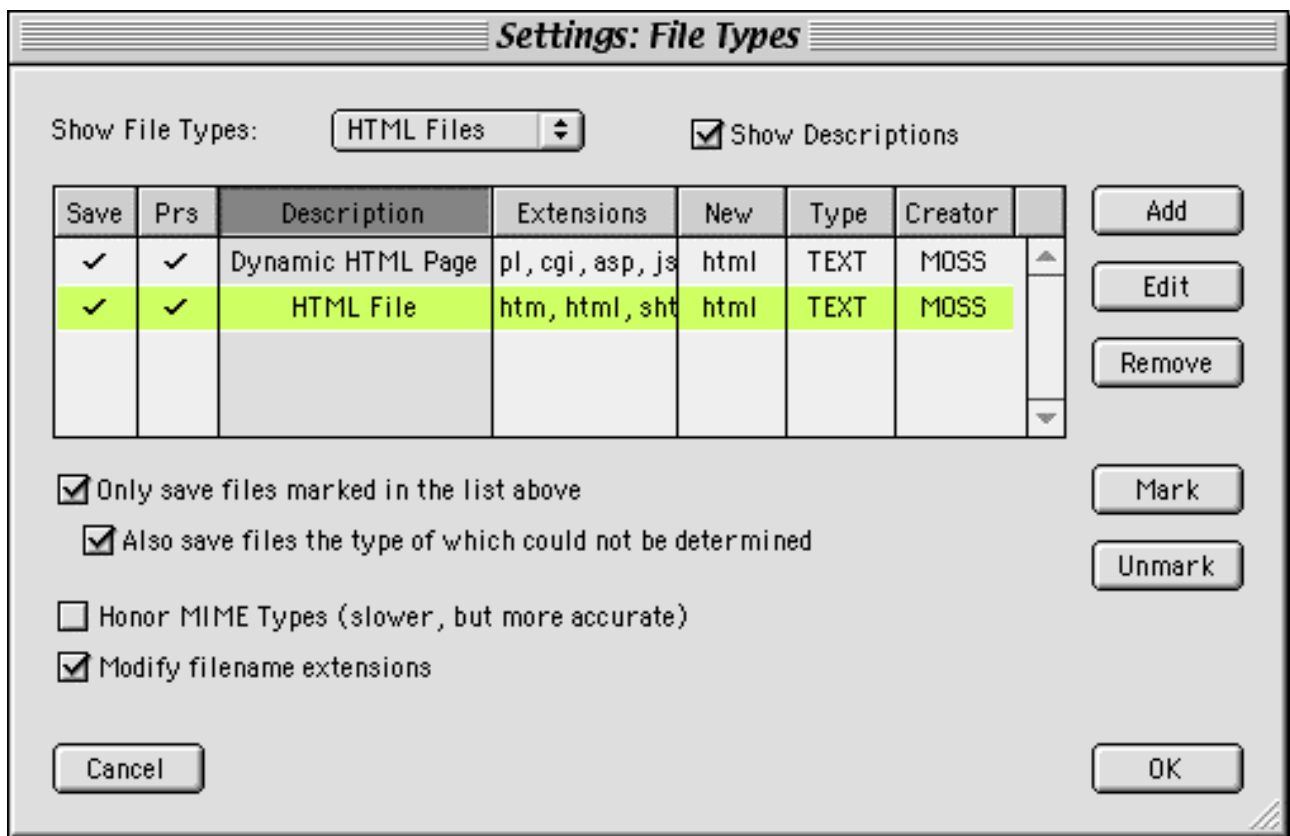 Settings: File Types
Show File Types: HTML Files Show Descriptions
Save Prs Description Extensions New Type Creator Add
Dynamic HTML Page pl, cgi, asp, js html TEXT MOSS
HTML File htm, html, sht html TEXT MOSS Edit
Remove
Only save files marked in the list above Mark
Also save files the type of which could not be determined
Unmark
Honor MIME Types (slower, but more accurate)
Modify filename extensions
Cancel OK